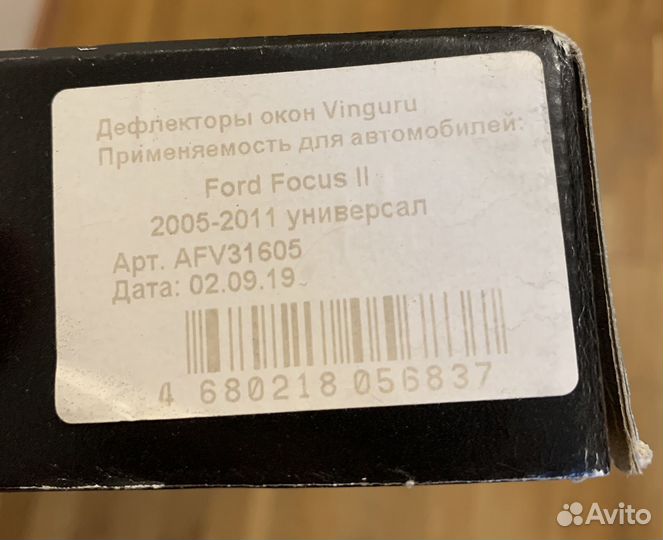 Дефлекторы окон Vinguru
Применяемость для автомобилей:
Ford Focus II
2005-2011 универсал
Арт. AFV31605
Дата: 02.09.19
4 680218 056837
Avito